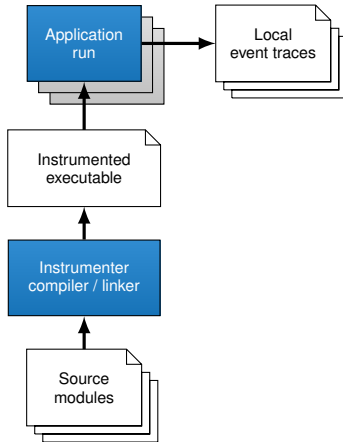 Application
run
Local
event traces
Instrumented
executable
Instrumenter
compiler / linker
Source
modules